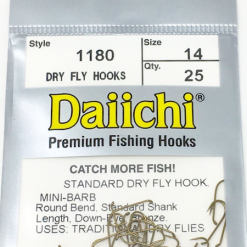 Style Size
1180 14
DRY FLY HOOKS Qty.
25
Daiichi®
Premium Fishing Hooks
CATCH MORE FISH!
STANDARD DRY FLY HOOK.
MINI-BARB
Round Bend, Standard Shank
Length, Down-Eye, Bronze.
USES: TRADITIONAL DRY FLIES